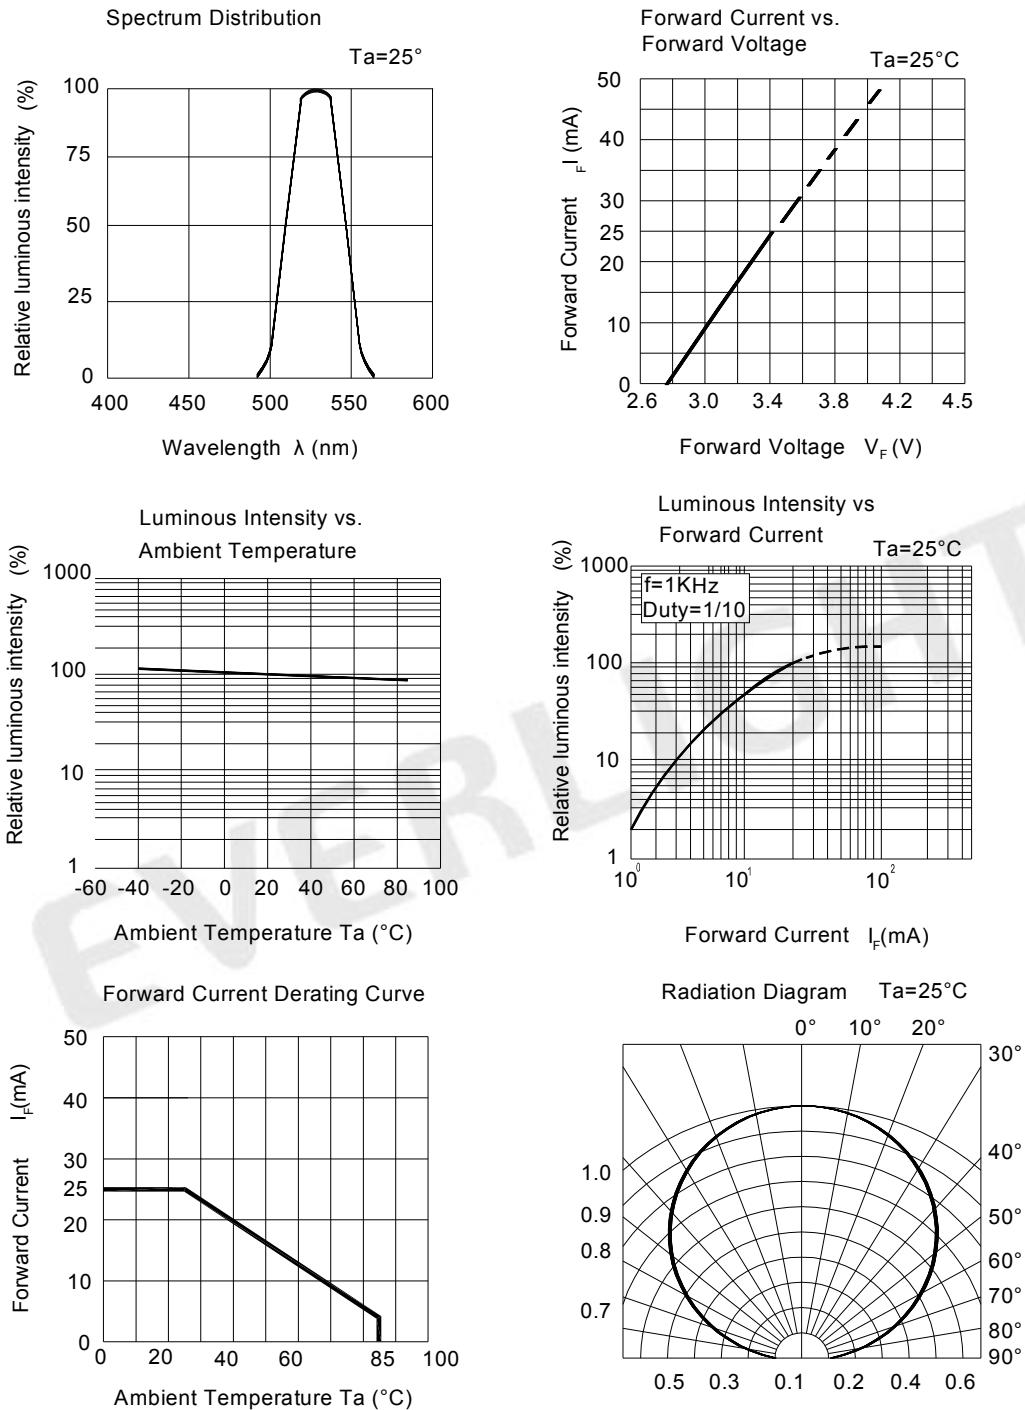 Spectrum Distribution
Ta=25°
Relative luminous intensity (%)
100
75
50
25
0
400 450 500 550 600
Wavelength λ (nm)
Forward Current vs.
Forward Voltage
Ta=25°C
Forward Current FI (mA)
50
40
30
25
20
10
0
2.6 3.0 3.4 3.8 4.2 4.5
Forward Voltage VF (V)
Luminous Intensity vs.
Ambient Temperature
Relative luminous intensity (%)
1000
100
10
1
-60 -40 -20 0 20 40 60 80 100
Ambient Temperature Ta (°C)
Luminous Intensity vs
Forward Current
Ta=25°C
f=1KHz
Duty=1/10
Relative luminous intensity (%)
1000
100
10
1
10^0 10^1 10^2
Forward Current IF(mA)
EVERLIGHT
Forward Current Derating Curve
Forward Current IF(mA)
50
40
30
25
20
10
0
0 20 40 60 85 100
Ambient Temperature Ta (°C)
Radiation Diagram Ta=25°C
0° 10° 20°
30°
40°
50°
60°
70°
80°
90°
1.0
0.9
0.8
0.7
0.5 0.3 0.1 0.2 0.4 0.6